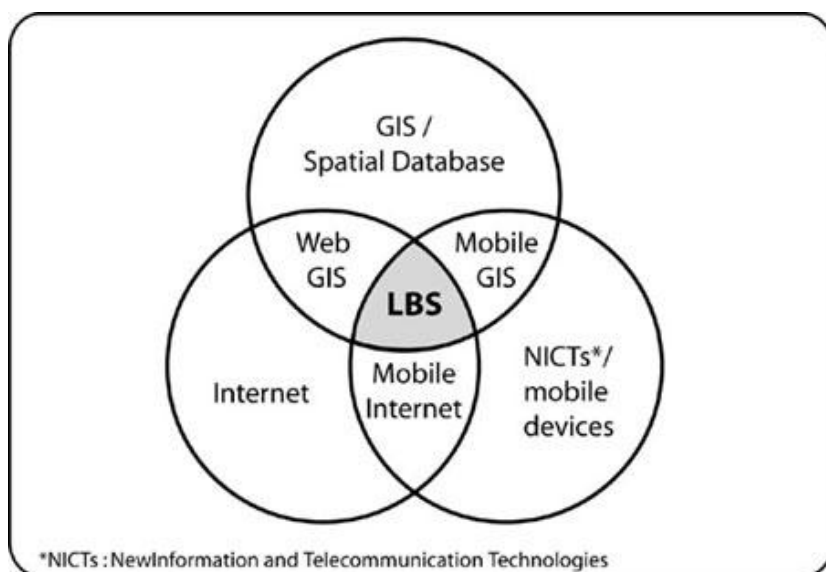 GIS /
Spatial Database
Web
GIS
Mobile
GIS
LBS
Internet
Mobile
Internet
NICTs*/
mobile
devices
*NICTs : NewInformation and Telecommunication Technologies